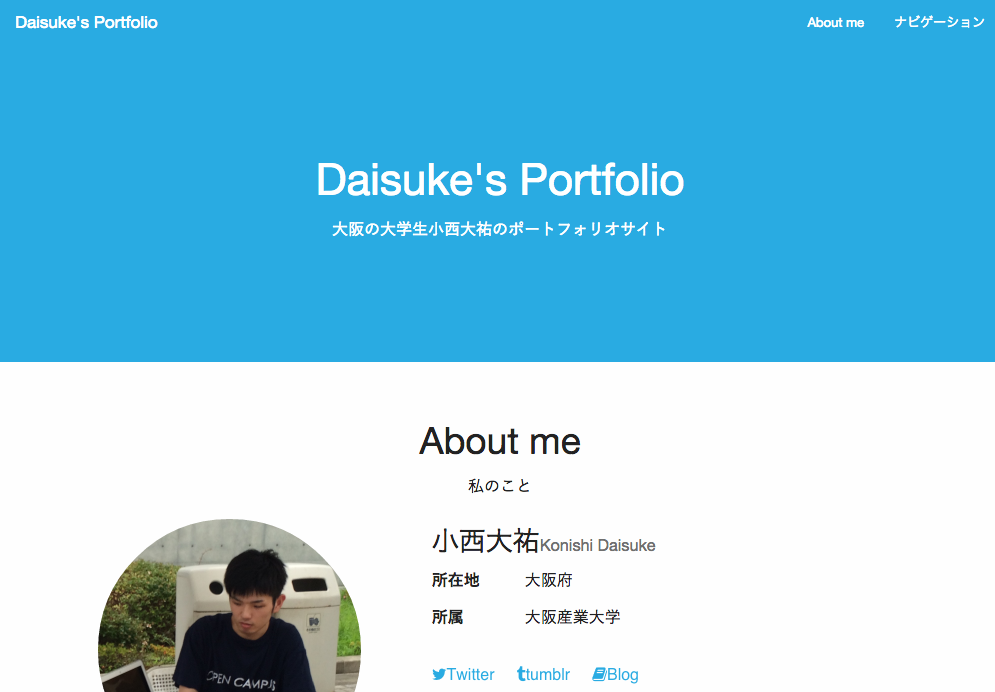 Daisuke's Portfolio
About me ナビゲーション
Daisuke's Portfolio
大阪の大学生小西大祐のポートフォリオサイト
About me
私のこと
小西大祐Konishi Daisuke
所在地 大阪府
所属 大阪産業大学
OPEN CAMPUS
Twitter tumblr Blog